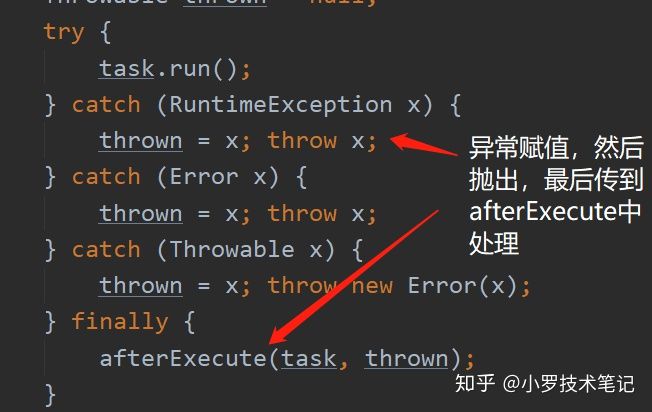 Throwable thrown = null;
try {
task.run();
} catch (RuntimeException x) {
thrown = x; throw x;
} catch (Error x) {
thrown = x; throw x;
} catch (Throwable x) {
thrown = x; throw new Error(x);
} finally {
afterExecute(task, thrown);
}
异常赋值，然后
抛出，最后传到
afterExecute中
处理
知乎 @小罗技术笔记